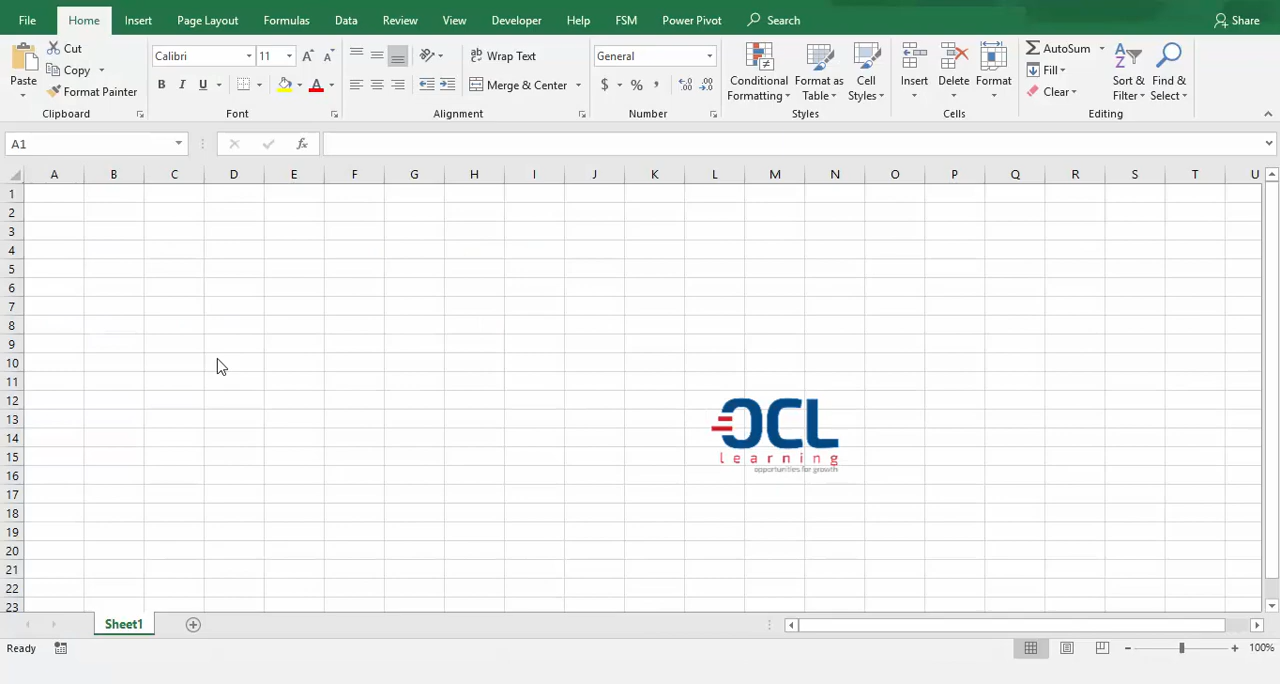 File Home Insert Page Layout Formulas Data Review View Developer Help FSM Power Pivot Search Share
Cut
Copy
Format Painter
Paste
Clipboard
Calibri 11
B I U
Font
Wrap Text
Merge & Center
Alignment
General
$ % ,
Number
Conditional Formatting
Format as Table
Cell Styles
Styles
Insert Delete Format
Cells
AutoSum
Fill
Clear
Sort & Filter
Find & Select
Editing
A1 fx
A B C D E F G H I J K L M N O P Q R S T U
1
2
3
4
5
6
7
8
9
10
11
12
13
14
15
16
17
18
19
20
21
22
23
OCL
learning
opportunities for growth
Sheet1
Ready 100%